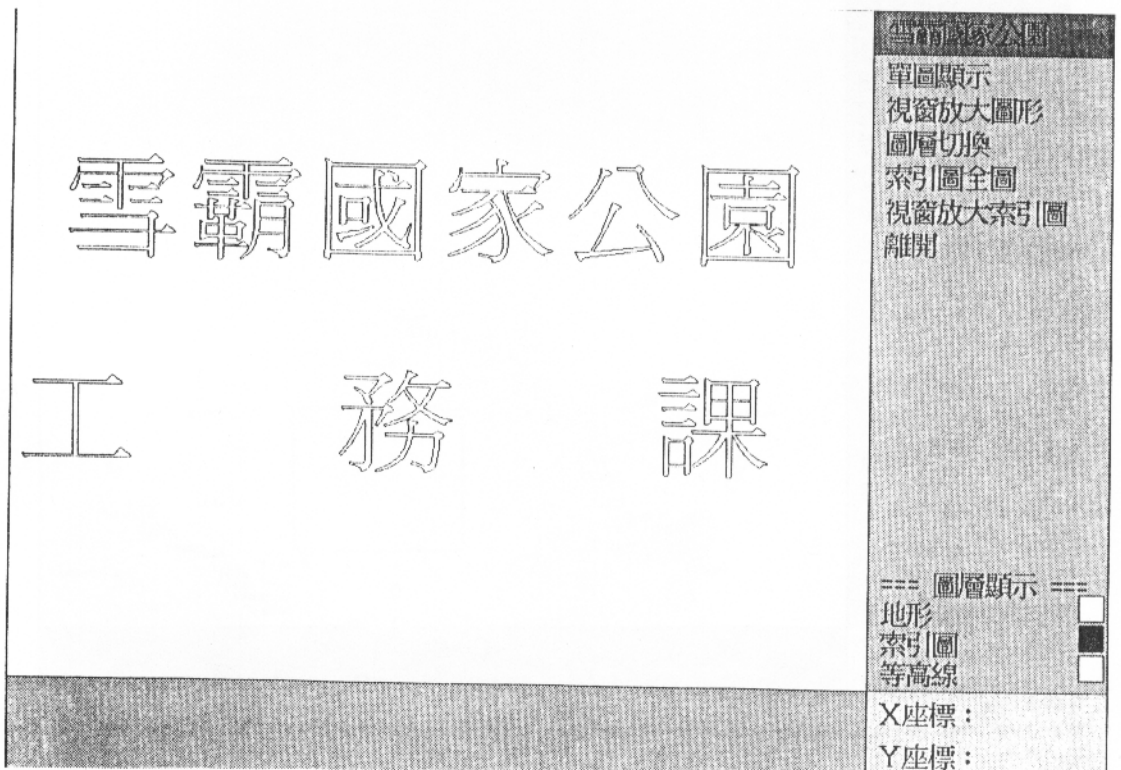 雪霸國家公園
工務課
雪霸國家公園
單圖顯示
視窗放大圖形
圖層切換
索引圖全圖
視窗放大索引圖
離開
=== 圖層顯示 ===
地形
索引圖
等高線
X座標：
Y座標：